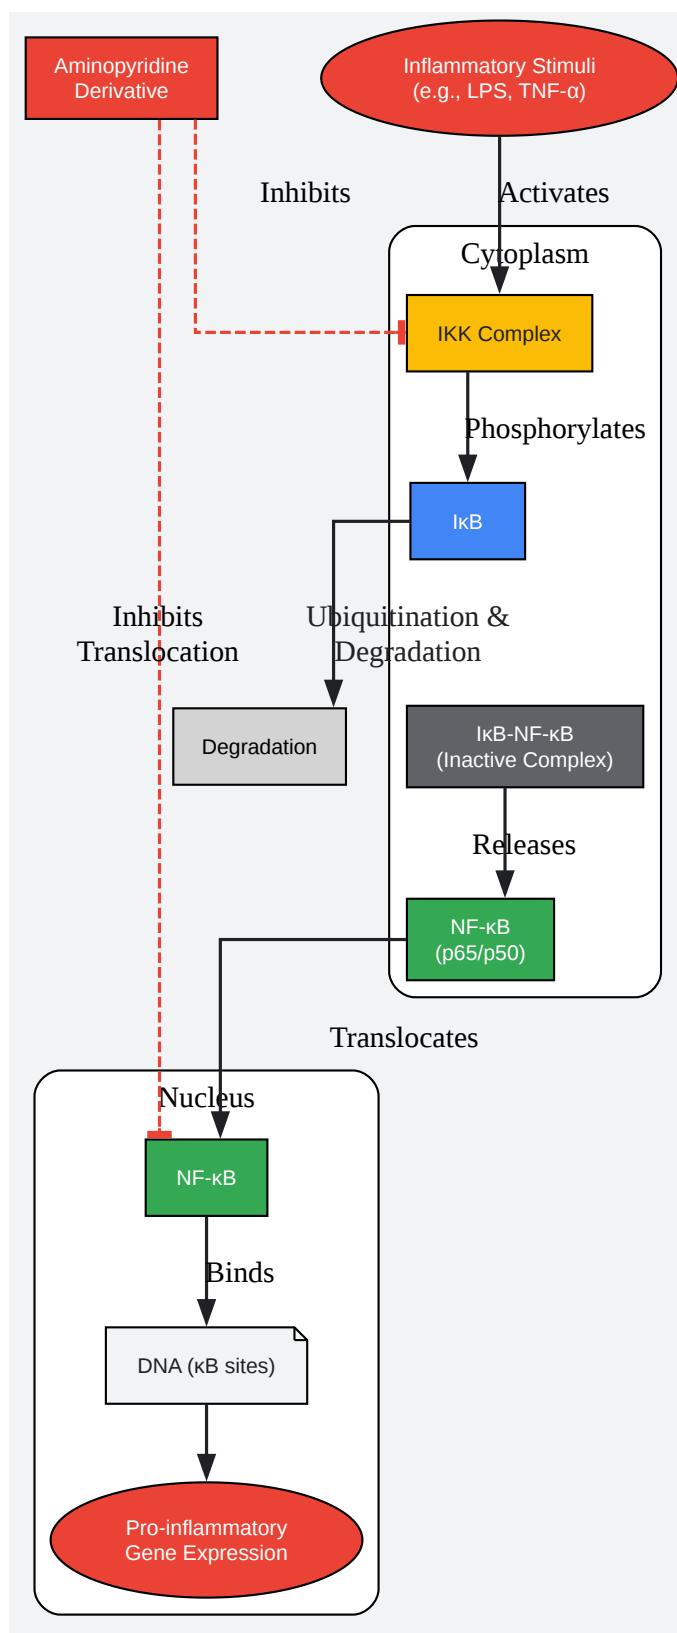 Aminopyridine
Derivative
Inflammatory Stimuli
(e.g., LPS, TNF-α)
Inhibits
Activates
Cytoplasm
IKK Complex
Phosphorylates
IκB
Inhibits
Translocation
Ubiquitination &
Degradation
Degradation
IκB-NF-κB
(Inactive Complex)
Releases
NF-κB
(p65/p50)
Translocates
Nucleus
NF-κB
Binds
DNA (κB sites)
Pro-inflammatory
Gene Expression